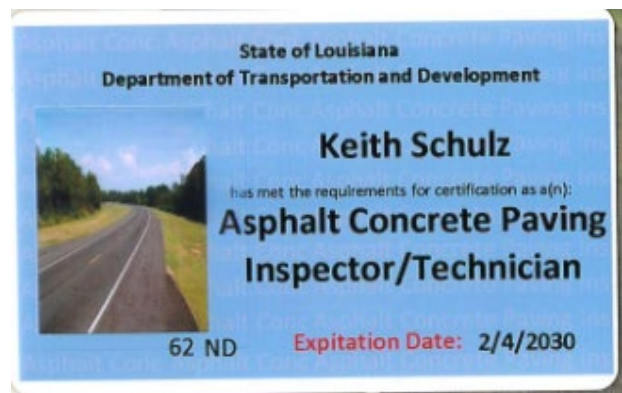 State of Louisiana
Department of Transportation and Development
Keith Schulz
has met the requirements for certification as a(n):
Asphalt Concrete Paving
Inspector/Technician
62 ND
Expitation Date: 2/4/2030